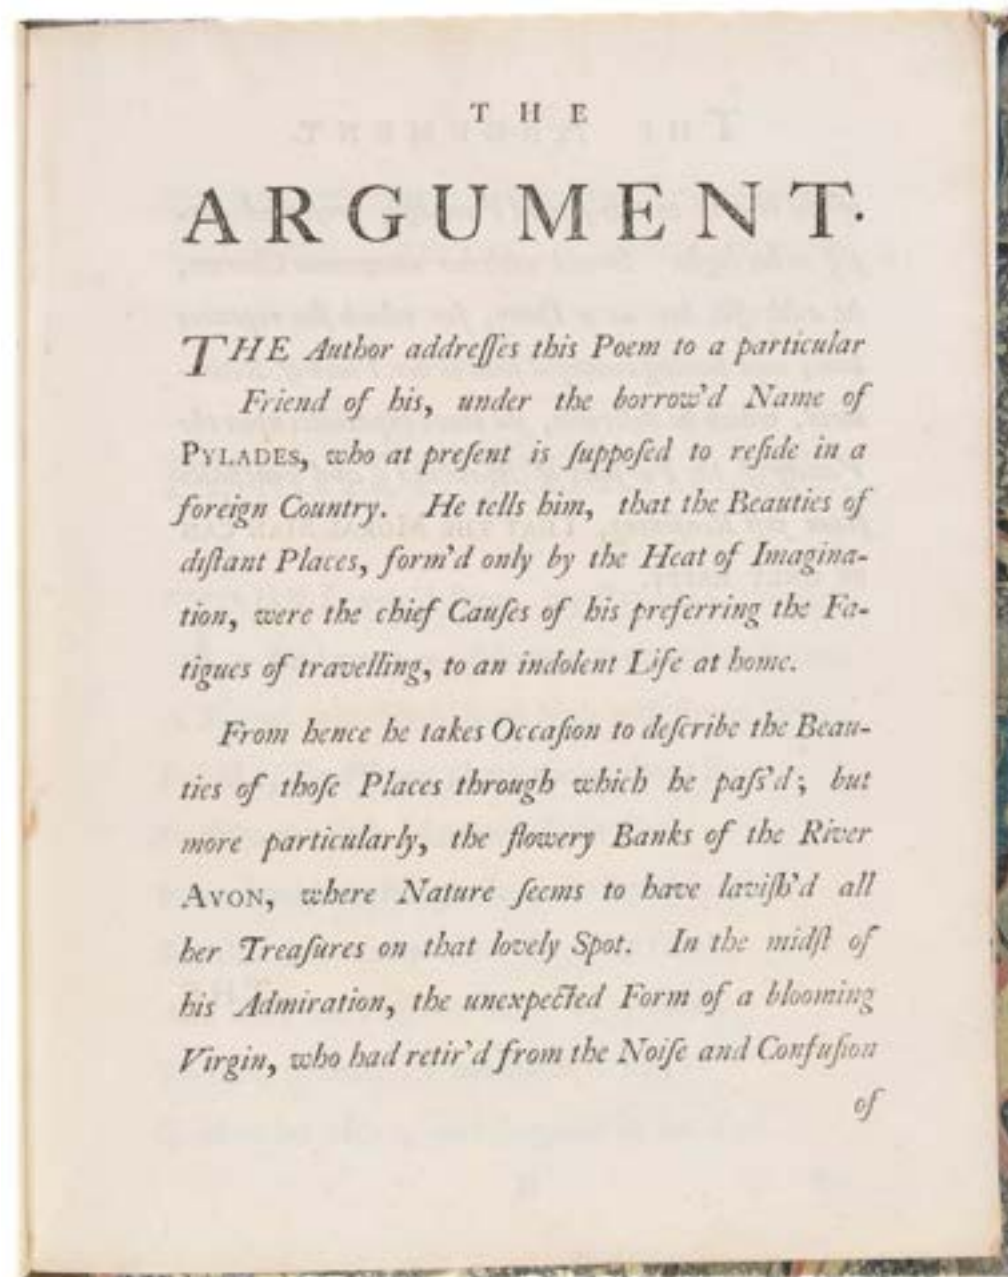 THE
ARGUMENT.
THE Author addreſſes this Poem to a particular
Friend of his, under the borrow'd Name of
PYLADES, who at preſent is ſuppoſed to reſide in a
foreign Country. He tells him, that the Beauties of
diſtant Places, form'd only by the Heat of Imagina-
tion, were the chief Cauſes of his preferring the Fa-
tigues of travelling, to an indolent Life at home.
From hence he takes Occaſion to deſcribe the Beau-
ties of thoſe Places through which he paſs'd; but
more particularly, the flowery Banks of the River
AVON, where Nature ſeems to have laviſh'd all
her Treaſures on that lovely Spot. In the midſt of
his Admiration, the unexpected Form of a blooming
Virgin, who had retir'd from the Noiſe and Confuſion
of